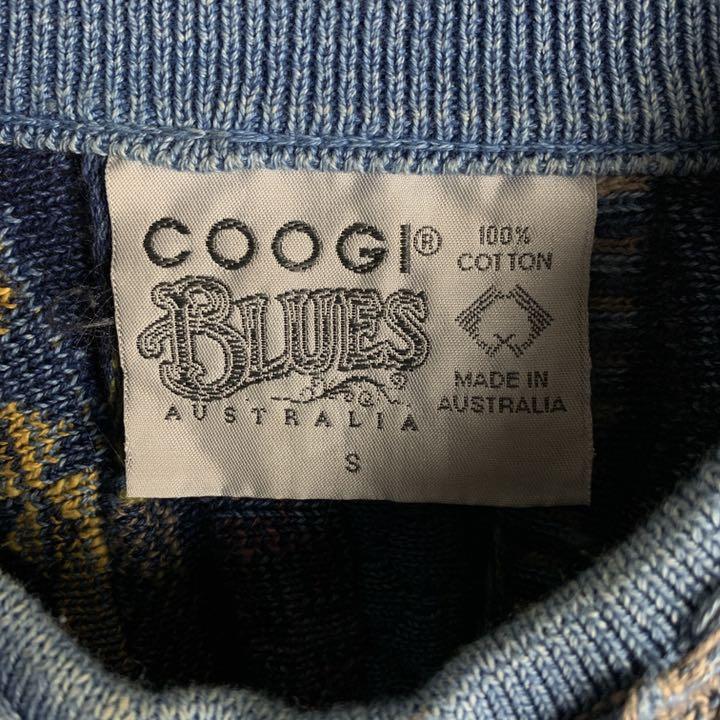 COOGI®
BLUES
AUSTRALIA
S
100%
COTTON
MADE IN
AUSTRALIA